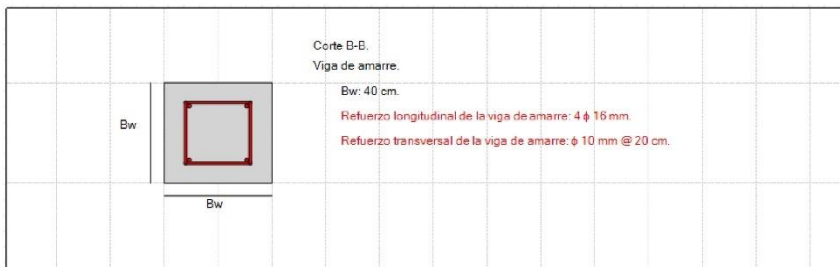 Corte B-B.
Viga de amarre.
Bw: 40 cm.
Refuerzo longitudinal de la viga de amarre: 4 ϕ 16 mm.
Refuerzo transversal de la viga de amarre: ϕ 10 mm @ 20 cm.
Bw
Bw